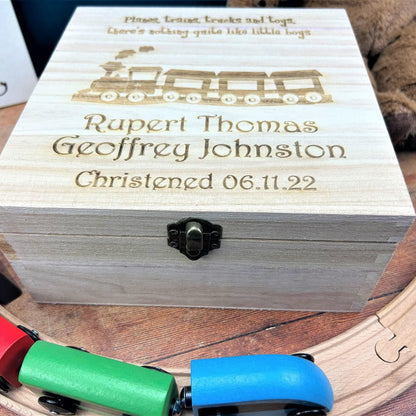 Planes, trains, trucks and toys,
there's nothing quite like little boys
Rupert Thomas
Geoffrey Johnston
Christened 06.11.22